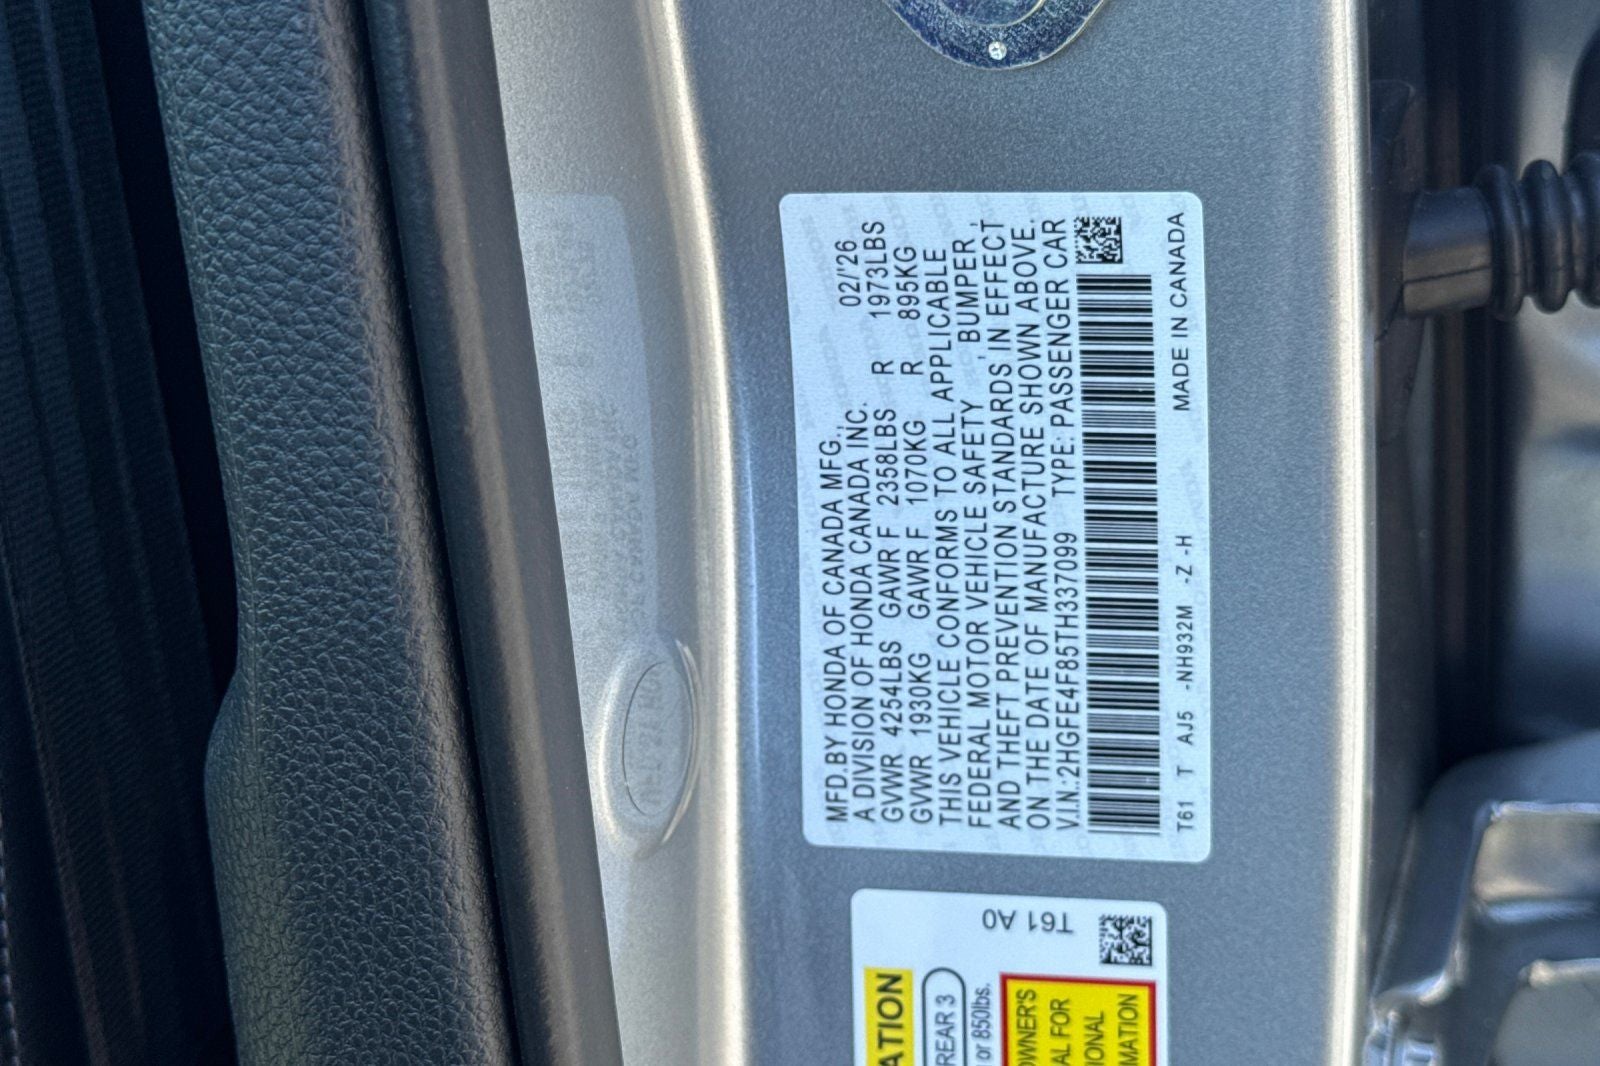 MFD.BY HONDA OF CANADA MFG., 02/'26
A DIVISION OF HONDA CANADA INC.
GVWR 4254LBS GAWR F 2358LBS R 1973LBS
GVWR 1930KG GAWR F 1070KG R 895KG
THIS VEHICLE CONFORMS TO ALL APPLICABLE
FEDERAL MOTOR VEHICLE SAFETY , BUMPER ,
AND THEFT PREVENTION STANDARDS IN EFFECT
ON THE DATE OF MANUFACTURE SHOWN ABOVE.
V.I.N.:2HGFE4F85TH337099 TYPE: PASSENGER CAR
T61 T AJ5 -NH932M -Z -H MADE IN CANADA
T61 A0
ATION
REAR 3
or 850lbs.
OWNER'S
AL FOR
IONAL
MATION